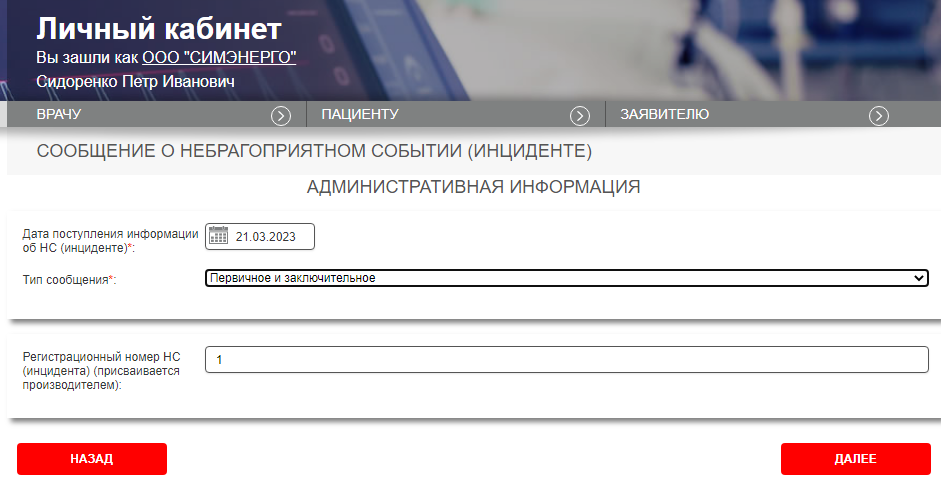 Личный кабинет
Вы зашли как ООО "СИМЭНЕРГО"
Сидоренко Петр Иванович
ВРАЧУ
ПАЦИЕНТУ
ЗАЯВИТЕЛЮ
СООБЩЕНИЕ О НЕБРАГОПРИЯТНОМ СОБЫТИИ (ИНЦИДЕНТЕ)
АДМИНИСТРАТИВНАЯ ИНФОРМАЦИЯ
Дата поступления информации
об НС (инциденте)*:
21.03.2023
Тип сообщения*:
Первичное и заключительное
Регистрационный номер НС
(инцидента) (присваивается
производителем):
1
НАЗАД
ДАЛЕЕ